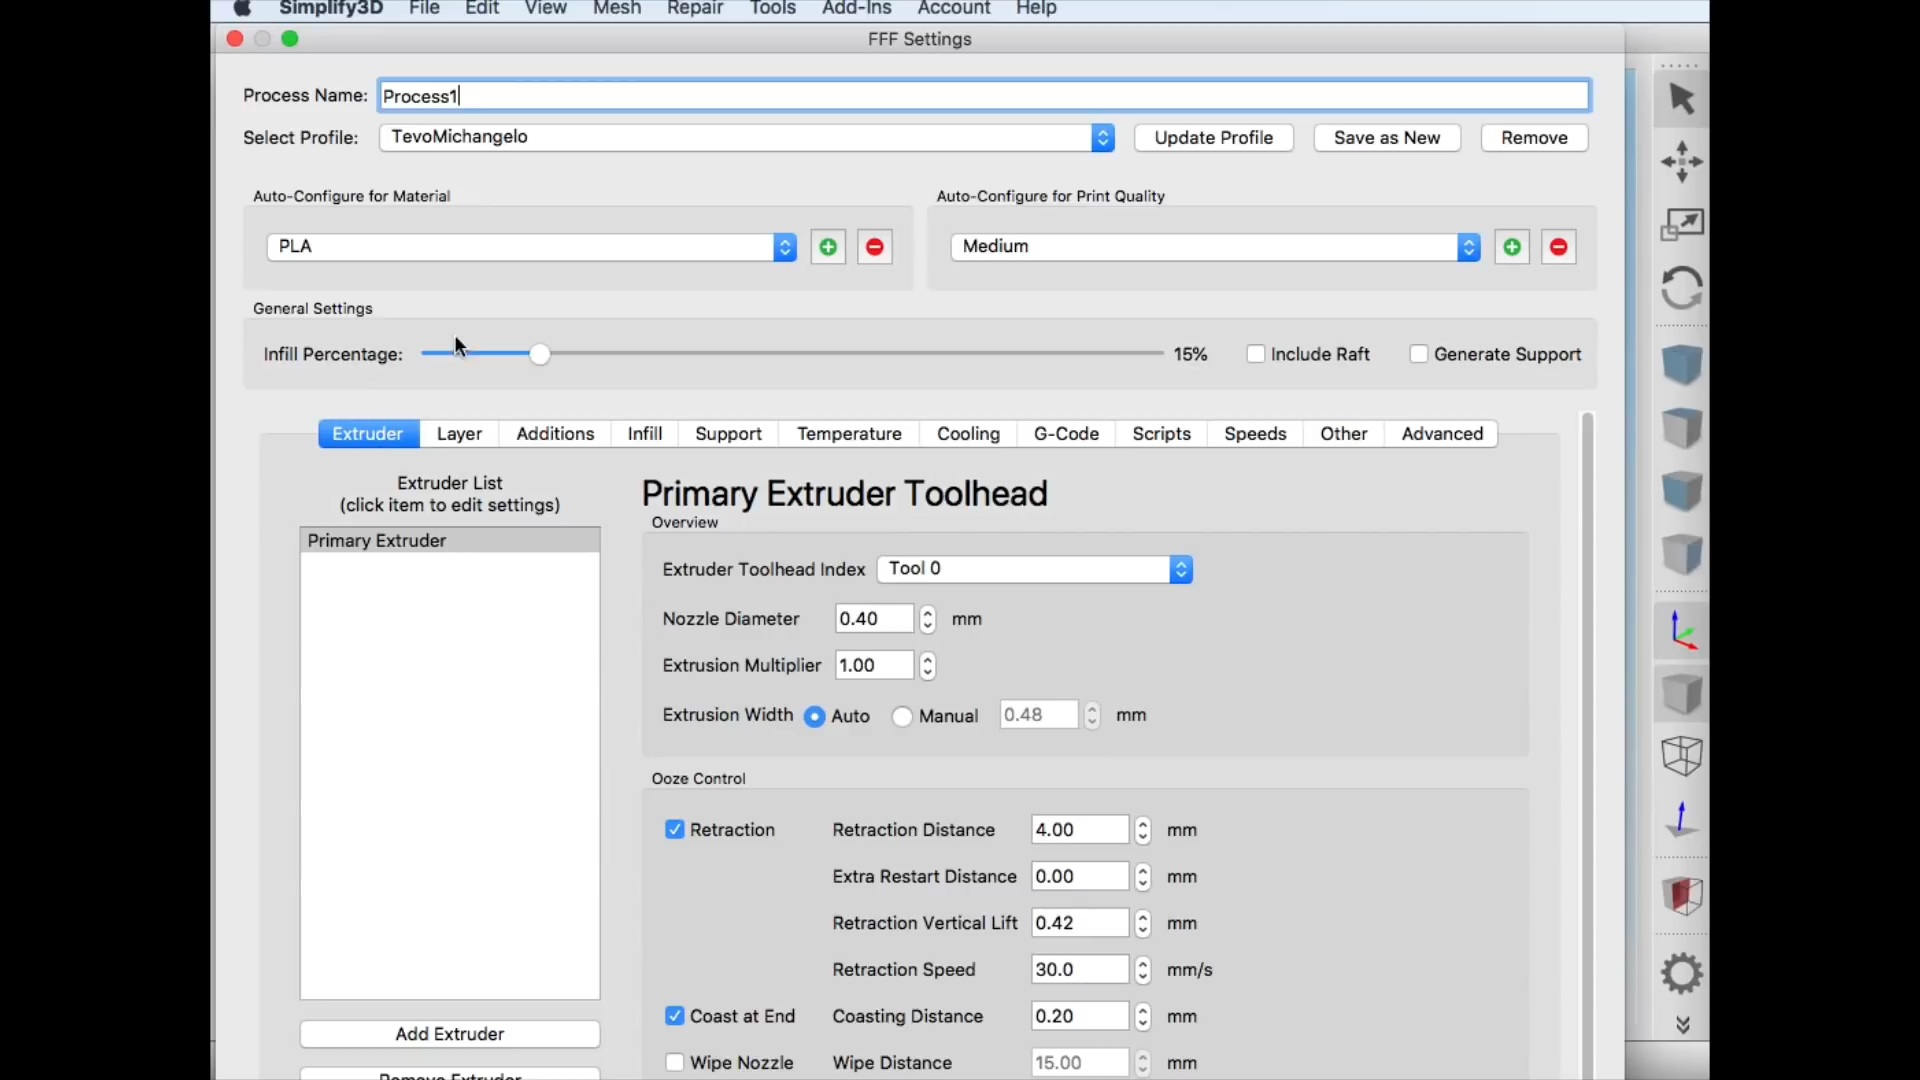 Simplify3D File Edit View Mesh Repair Tools Add-Ins Account Help
FFF Settings
Process Name: Process1
Select Profile: TevoMichangelo Update Profile Save as New Remove
Auto-Configure for Material Auto-Configure for Print Quality
PLA Medium
General Settings
Infill Percentage: 15% Include Raft Generate Support
Extruder Layer Additions Infill Support Temperature Cooling G-Code Scripts Speeds Other Advanced
Extruder List
(click item to edit settings)
Primary Extruder
Add Extruder
Remove Extruder
Primary Extruder Toolhead
Overview
Extruder Toolhead Index Tool 0
Nozzle Diameter 0.40 mm
Extrusion Multiplier 1.00
Extrusion Width Auto Manual 0.48 mm
Ooze Control
Retraction Retraction Distance 4.00 mm
Extra Restart Distance 0.00 mm
Retraction Vertical Lift 0.42 mm
Retraction Speed 30.0 mm/s
Coast at End Coasting Distance 0.20 mm
Wipe Nozzle Wipe Distance 15.00 mm